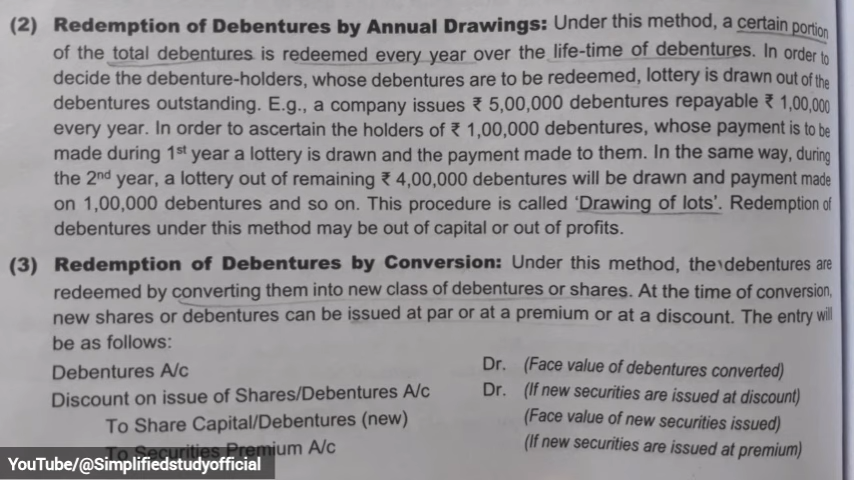 (2) Redemption of Debentures by Annual Drawings: Under this method, a certain portion
of the total debentures is redeemed every year over the life-time of debentures. In order to
decide the debenture-holders, whose debentures are to be redeemed, lottery is drawn out of the
debentures outstanding. E.g., a company issues ₹ 5,00,000 debentures repayable ₹ 1,00,000
every year. In order to ascertain the holders of ₹ 1,00,000 debentures, whose payment is to be
made during 1st year a lottery is drawn and the payment made to them. In the same way, during
the 2nd year, a lottery out of remaining ₹ 4,00,000 debentures will be drawn and payment made
on 1,00,000 debentures and so on. This procedure is called ‘Drawing of lots’. Redemption of
debentures under this method may be out of capital or out of profits.
(3) Redemption of Debentures by Conversion: Under this method, the debentures are
redeemed by converting them into new class of debentures or shares. At the time of conversion,
new shares or debentures can be issued at par or at a premium or at a discount. The entry will
be as follows:
Debentures A/c Dr. (Face value of debentures converted)
Discount on issue of Shares/Debentures A/c Dr. (If new securities are issued at discount)
To Share Capital/Debentures (new) (Face value of new securities issued)
To Securities Premium A/c (If new securities are issued at premium)
YouTube/@Simplifiedstudyofficial